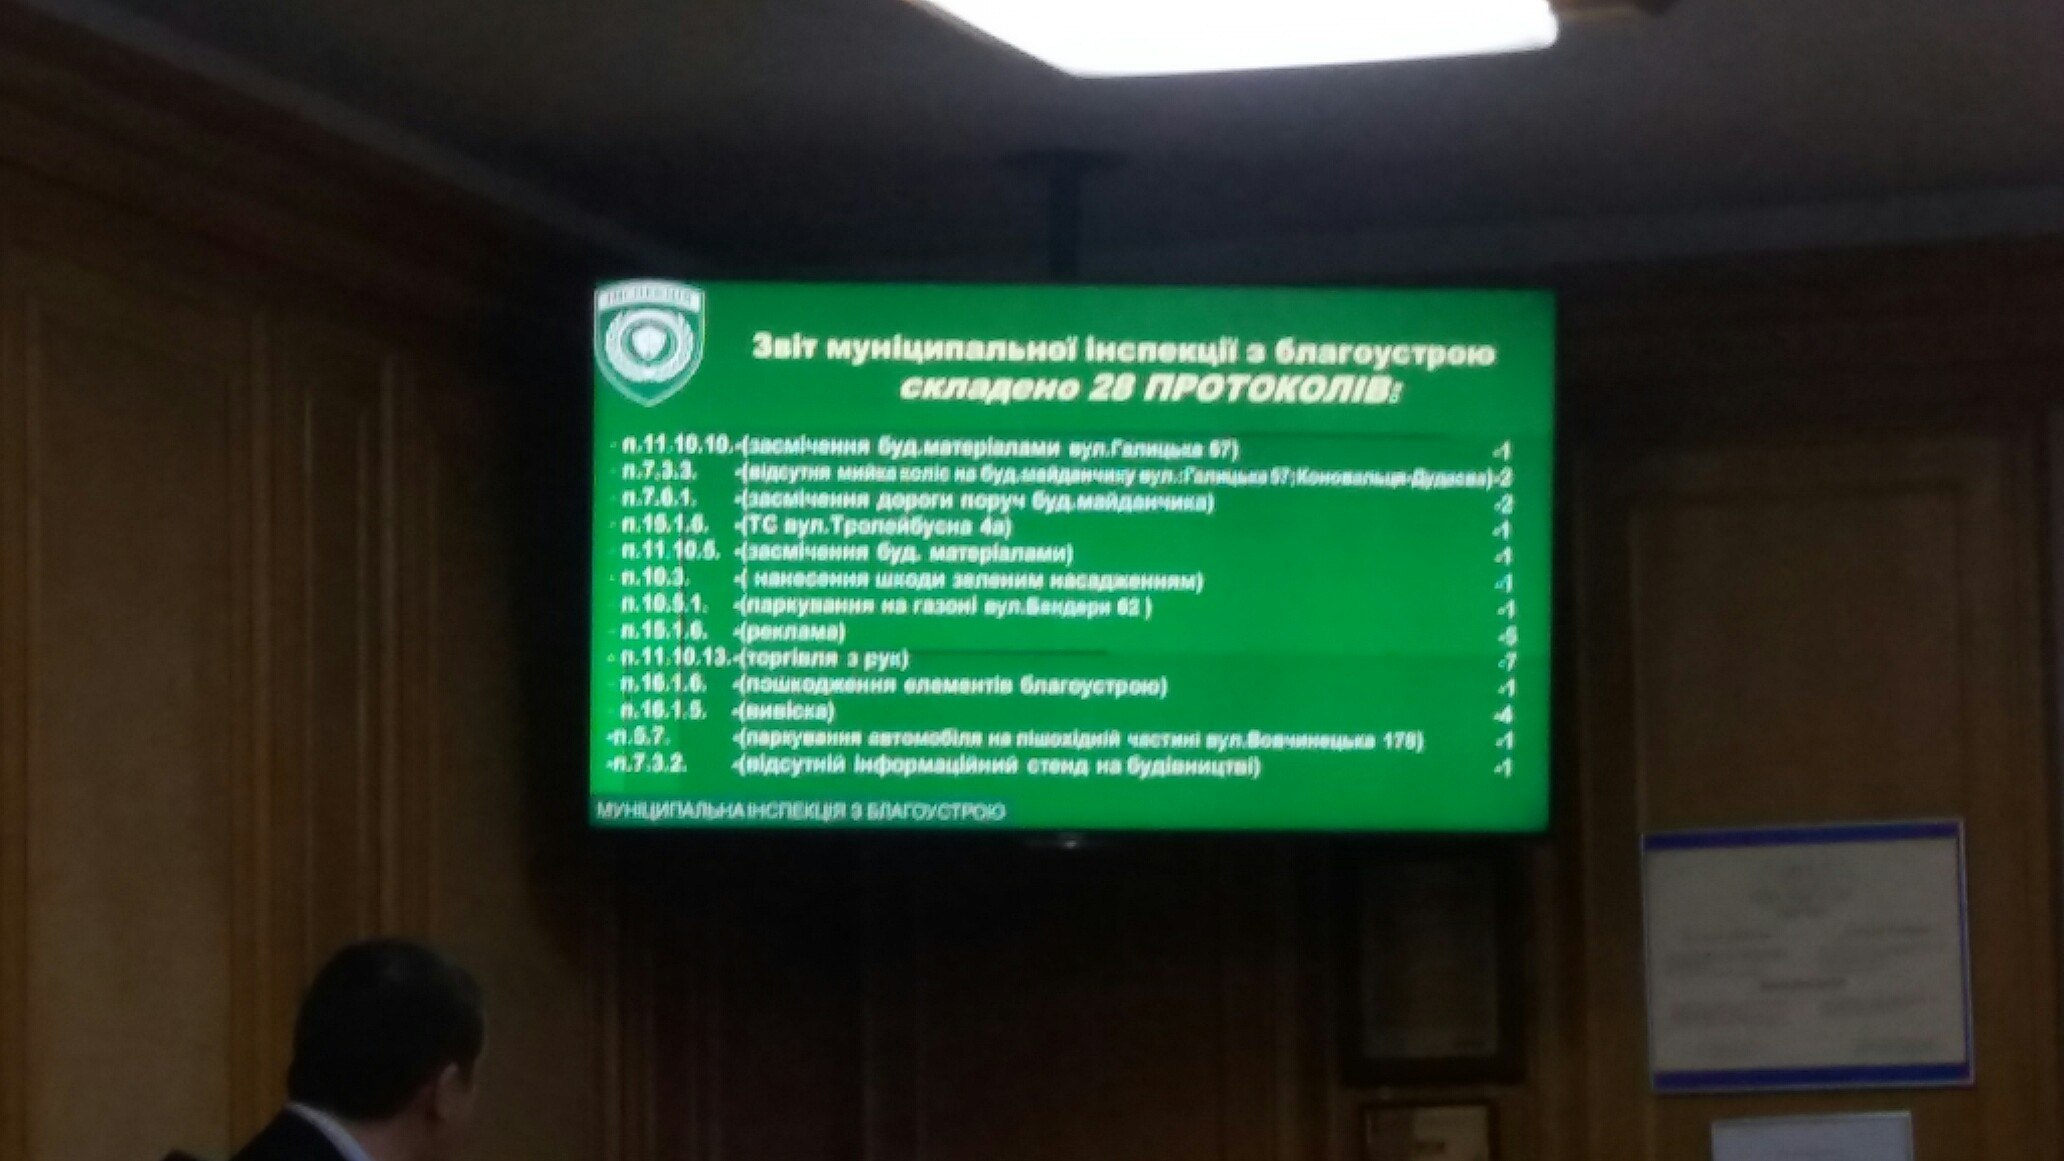 ІНСПЕКЦІЯ
Звіт муніципальної інспекції з благоустрою
складено 28 ПРОТОКОЛІВ:
- п.11.10.10.-(засмічення буд.матеріалами вул.Галицька 67) -1
п.7.3.3. -(відсутня мийка коліс на буд.майданчику вул.:Галицька 67;Коновальця-Дудаєва)-2
п.7.6.1. -(засмічення дороги поруч буд.майданчика) -2
п.15.1.6. -(ТС вул.Тролейбусна 4а) -1
п.11.10.5. -(засмічення буд. матеріалами) -1
п.10.3. -( нанесення шкоди зеленим насадженням) -1
п.10.5.1. -(паркування на газоні вул.Бандери 62 ) -1
п.15.1.6. -(реклама) -5
- п.11.10.13.-(торгівля з рук) -7
п.16.1.6. -(пошкодження елементів благоустрою) -1
п.16.1.5. -(вивіска) -4
-п.5.7. -(паркування автомобіля на пішохідній частині вул.Вовчинецька 178) -1
-п.7.3.2. -(відсутній інформаційний стенд на будівництві) -1
МУНІЦИПАЛЬНА ІНСПЕКЦІЯ З БЛАГОУСТРОЮ